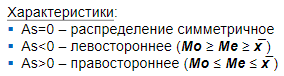 Характеристики:
▪ As=0 – распределение симметричное
▪ As<0 – левостороннее (Mo ≥ Me ≥ x̅)
▪ As>0 – правостороннее (Mo ≤ Me ≤ x̅)